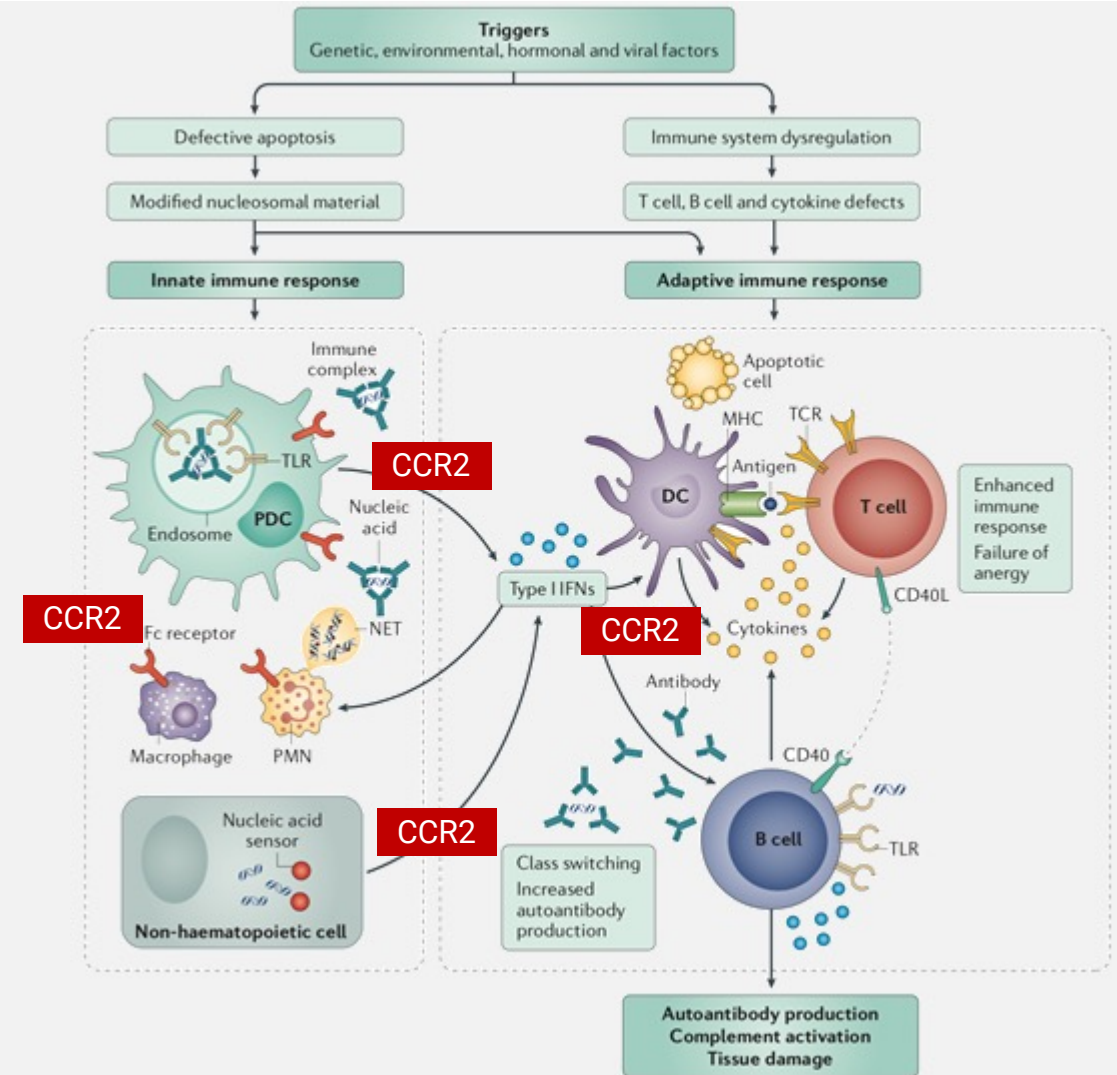 Triggers
Genetic, environmental, hormonal and viral factors
Defective apoptosis
Immune system dysregulation
Modified nucleosomal material
T cell, B cell and cytokine defects
Innate immune response
Adaptive immune response
Immune
complex
TLR
Endosome
PDC
Nucleic
acid
CCR2
CCR2
Fc receptor
NET
Macrophage
PMN
Nucleic acid
sensor
Non-haematopoietic cell
CCR2
Type I IFNs
CCR2
Apoptotic
cell
MHC
TCR
Antigen
DC
T cell
Enhanced
immune
response
Failure of
anergy
CD40L
Cytokines
Antibody
CD40
B cell
TLR
Class switching
Increased
autoantibody
production
Autoantibody production
Complement activation
Tissue damage